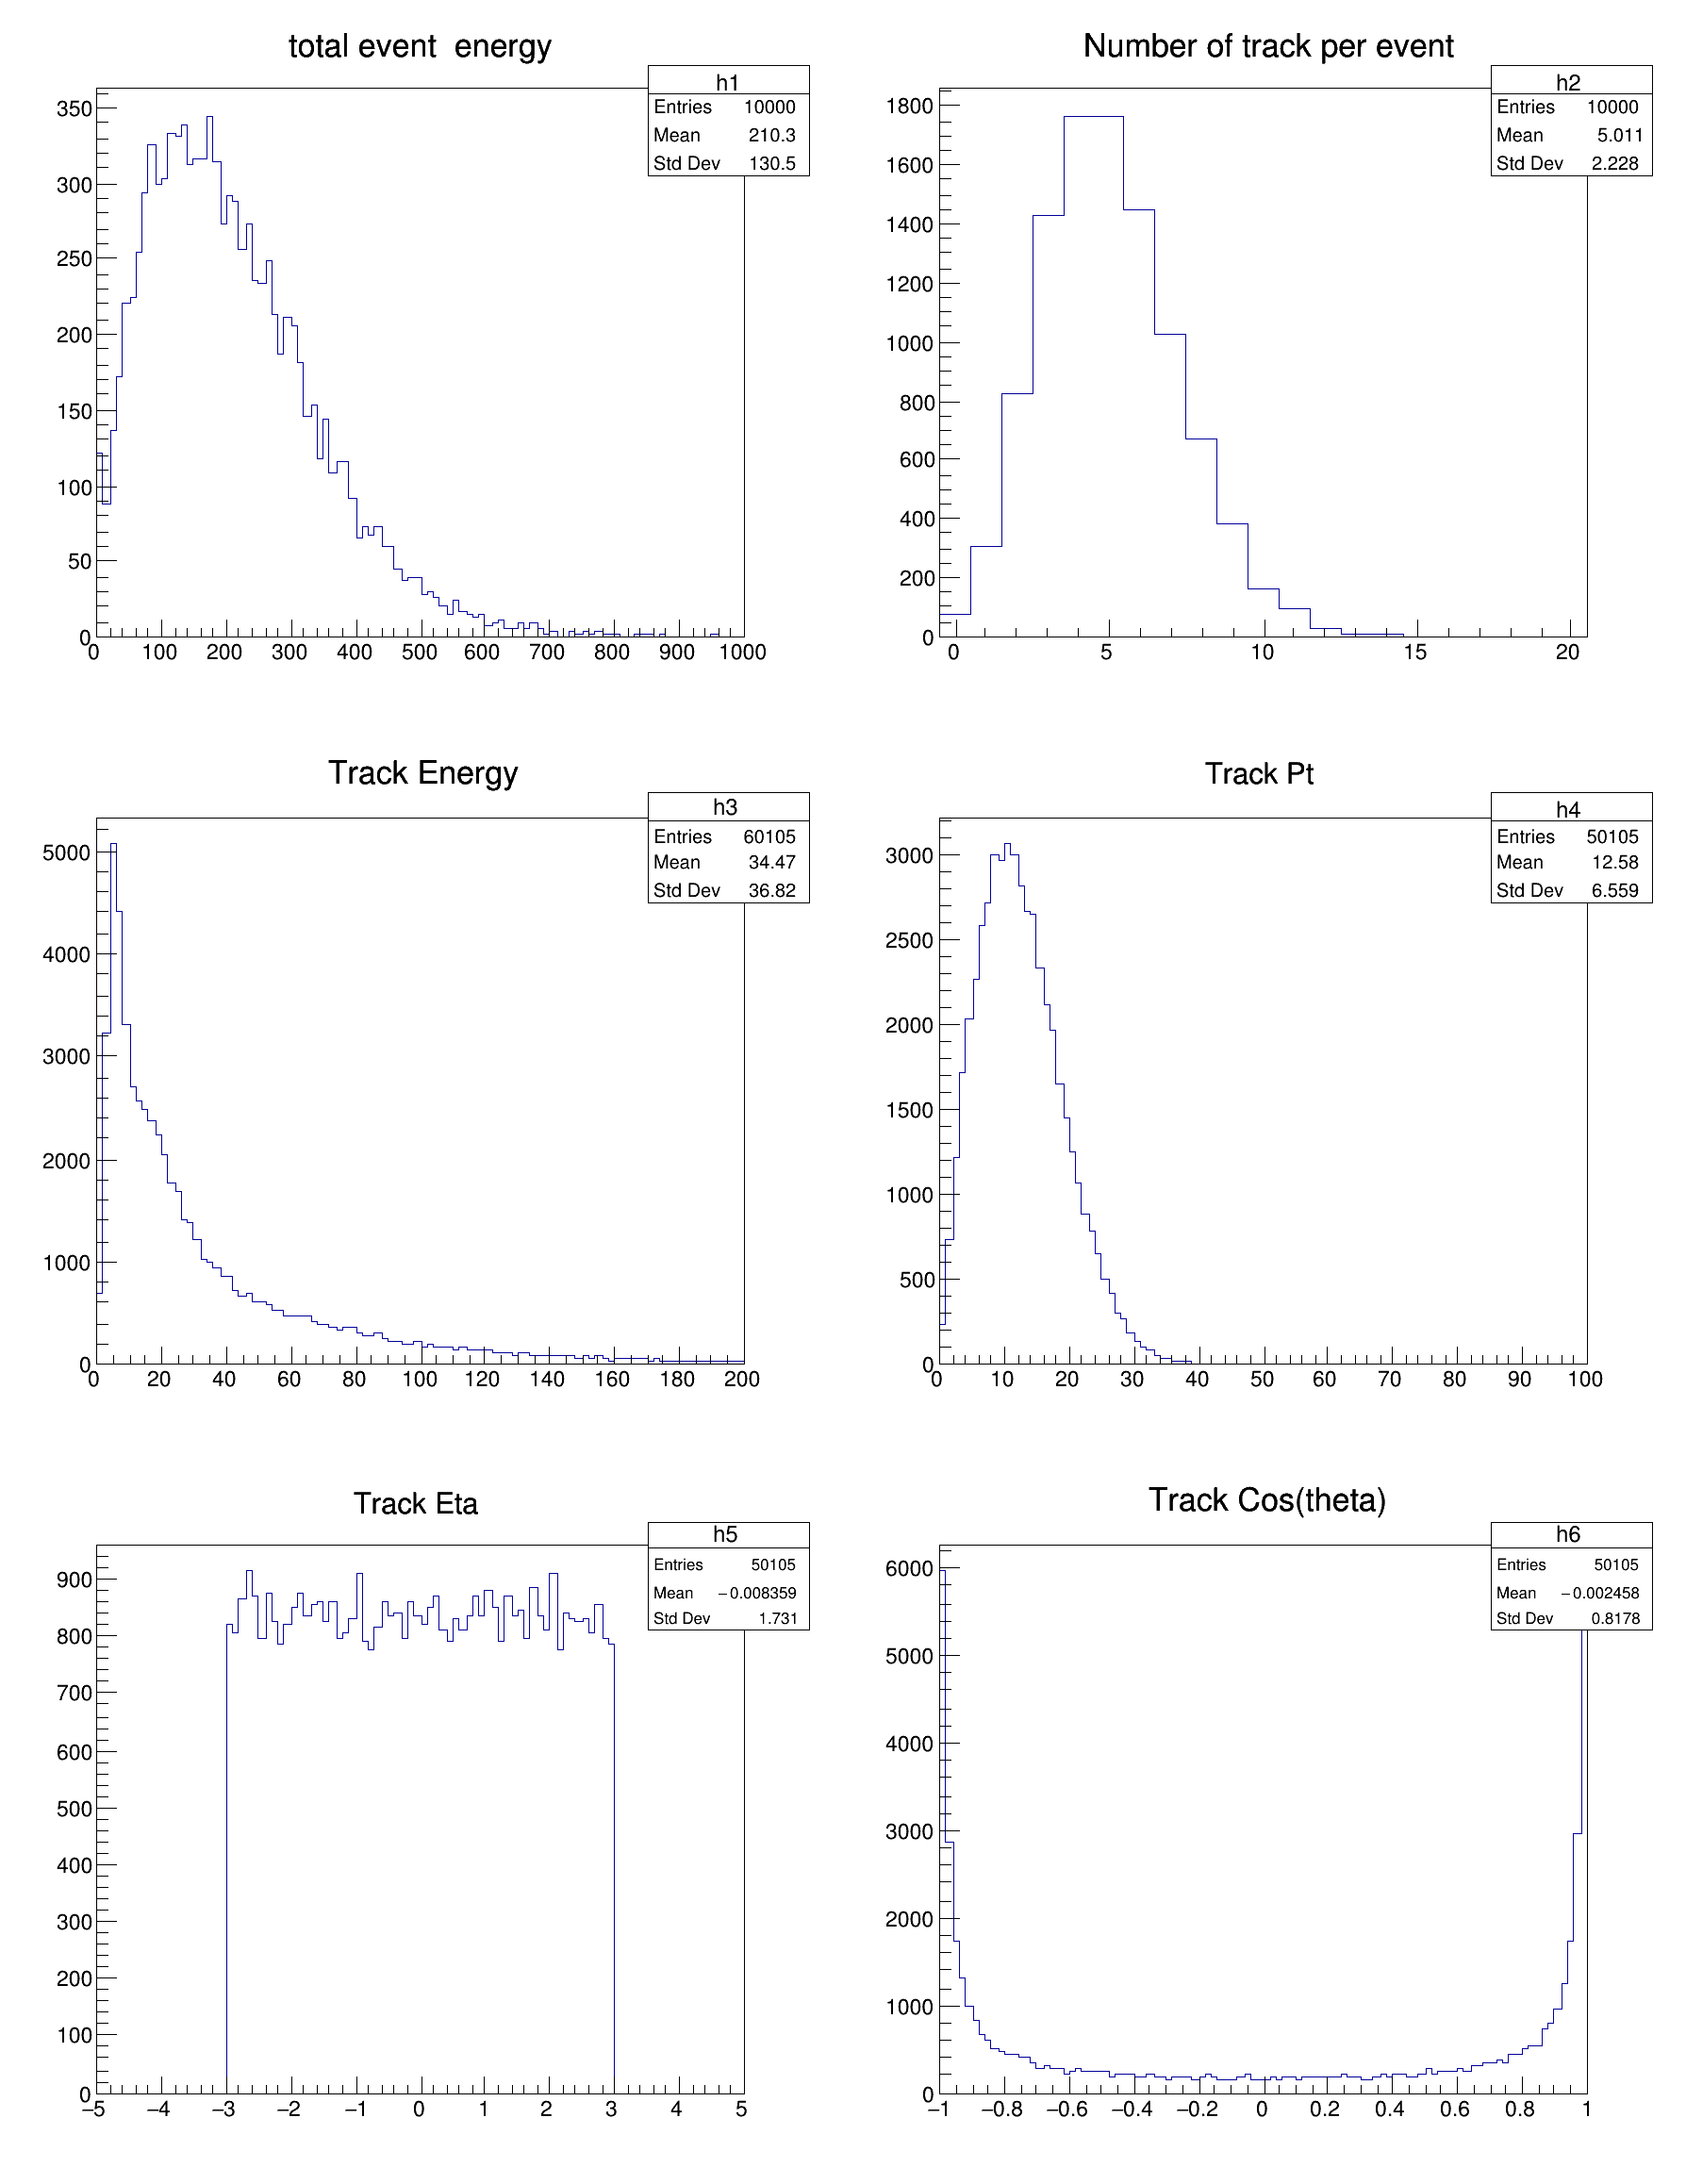 total event energy
h1
Entries 10000
Mean 210.3
Std Dev 130.5
350
300
250
200
150
100
50
0
0 100 200 300 400 500 600 700 800 900 1000
Number of track per event
h2
Entries 10000
Mean 5.011
Std Dev 2.228
1800
1600
1400
1200
1000
800
600
400
200
0
0 5 10 15 20
Track Energy
h3
Entries 60105
Mean 34.47
Std Dev 36.82
5000
4000
3000
2000
1000
0
0 20 40 60 80 100 120 140 160 180 200
Track Pt
h4
Entries 50105
Mean 12.58
Std Dev 6.559
3000
2500
2000
1500
1000
500
0
0 10 20 30 40 50 60 70 80 90 100
Track Eta
h5
Entries 50105
Mean −0.008359
Std Dev 1.731
900
800
700
600
500
400
300
200
100
0
−5 −4 −3 −2 −1 0 1 2 3 4 5
Track Cos(theta)
h6
Entries 50105
Mean −0.002458
Std Dev 0.8178
6000
5000
4000
3000
2000
1000
0
−1 −0.8 −0.6 −0.4 −0.2 0 0.2 0.4 0.6 0.8 1